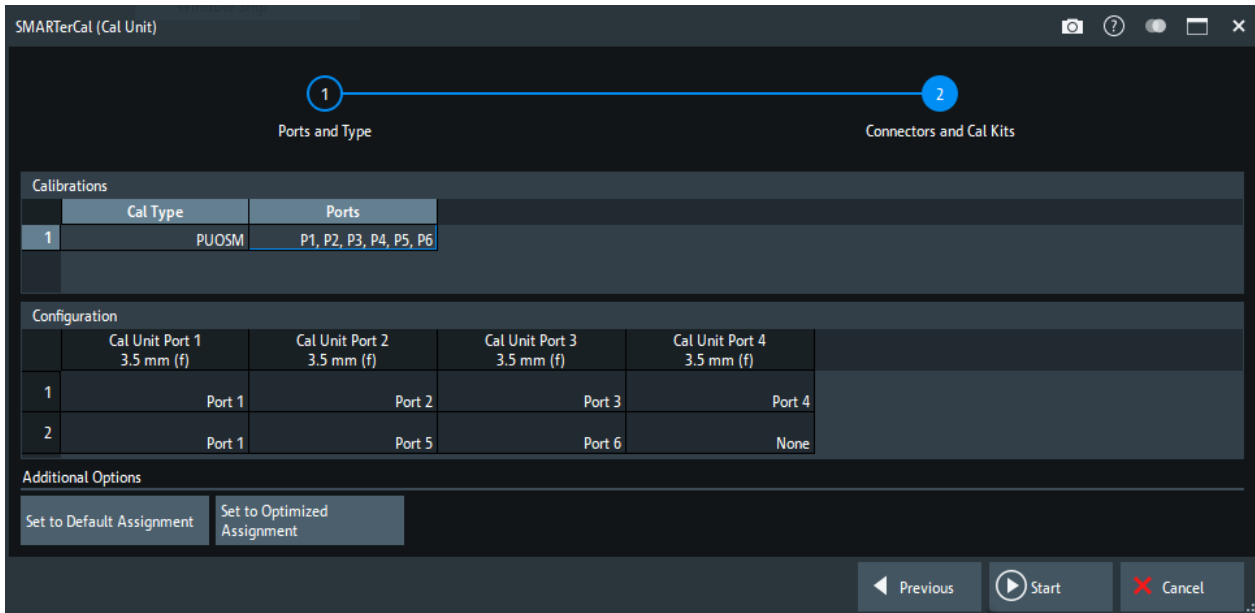 SMARTerCal (Cal Unit)
1
2
Ports and Type
Connectors and Cal Kits
Calibrations
Cal Type Ports
1 PUOSM P1, P2, P3, P4, P5, P6
Configuration
Cal Unit Port 1 Cal Unit Port 2 Cal Unit Port 3 Cal Unit Port 4
3.5 mm (f) 3.5 mm (f) 3.5 mm (f) 3.5 mm (f)
1 Port 1 Port 2 Port 3 Port 4
2 Port 1 Port 5 Port 6 None
Additional Options
Set to Default Assignment
Set to Optimized
Assignment
Previous
Start
Cancel